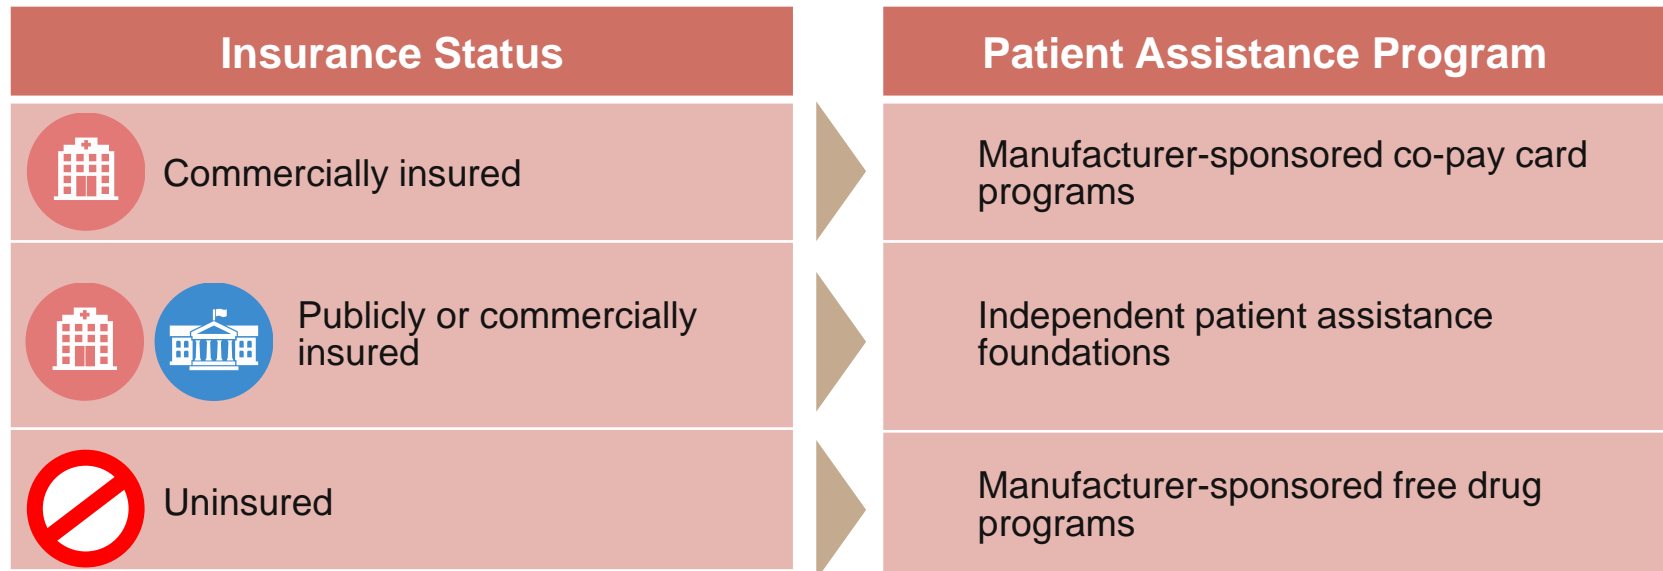 Insurance Status
Patient Assistance Program
Commercially insured
Manufacturer-sponsored co-pay card
programs
Publicly or commercially
insured
Independent patient assistance
foundations
Uninsured
Manufacturer-sponsored free drug
programs